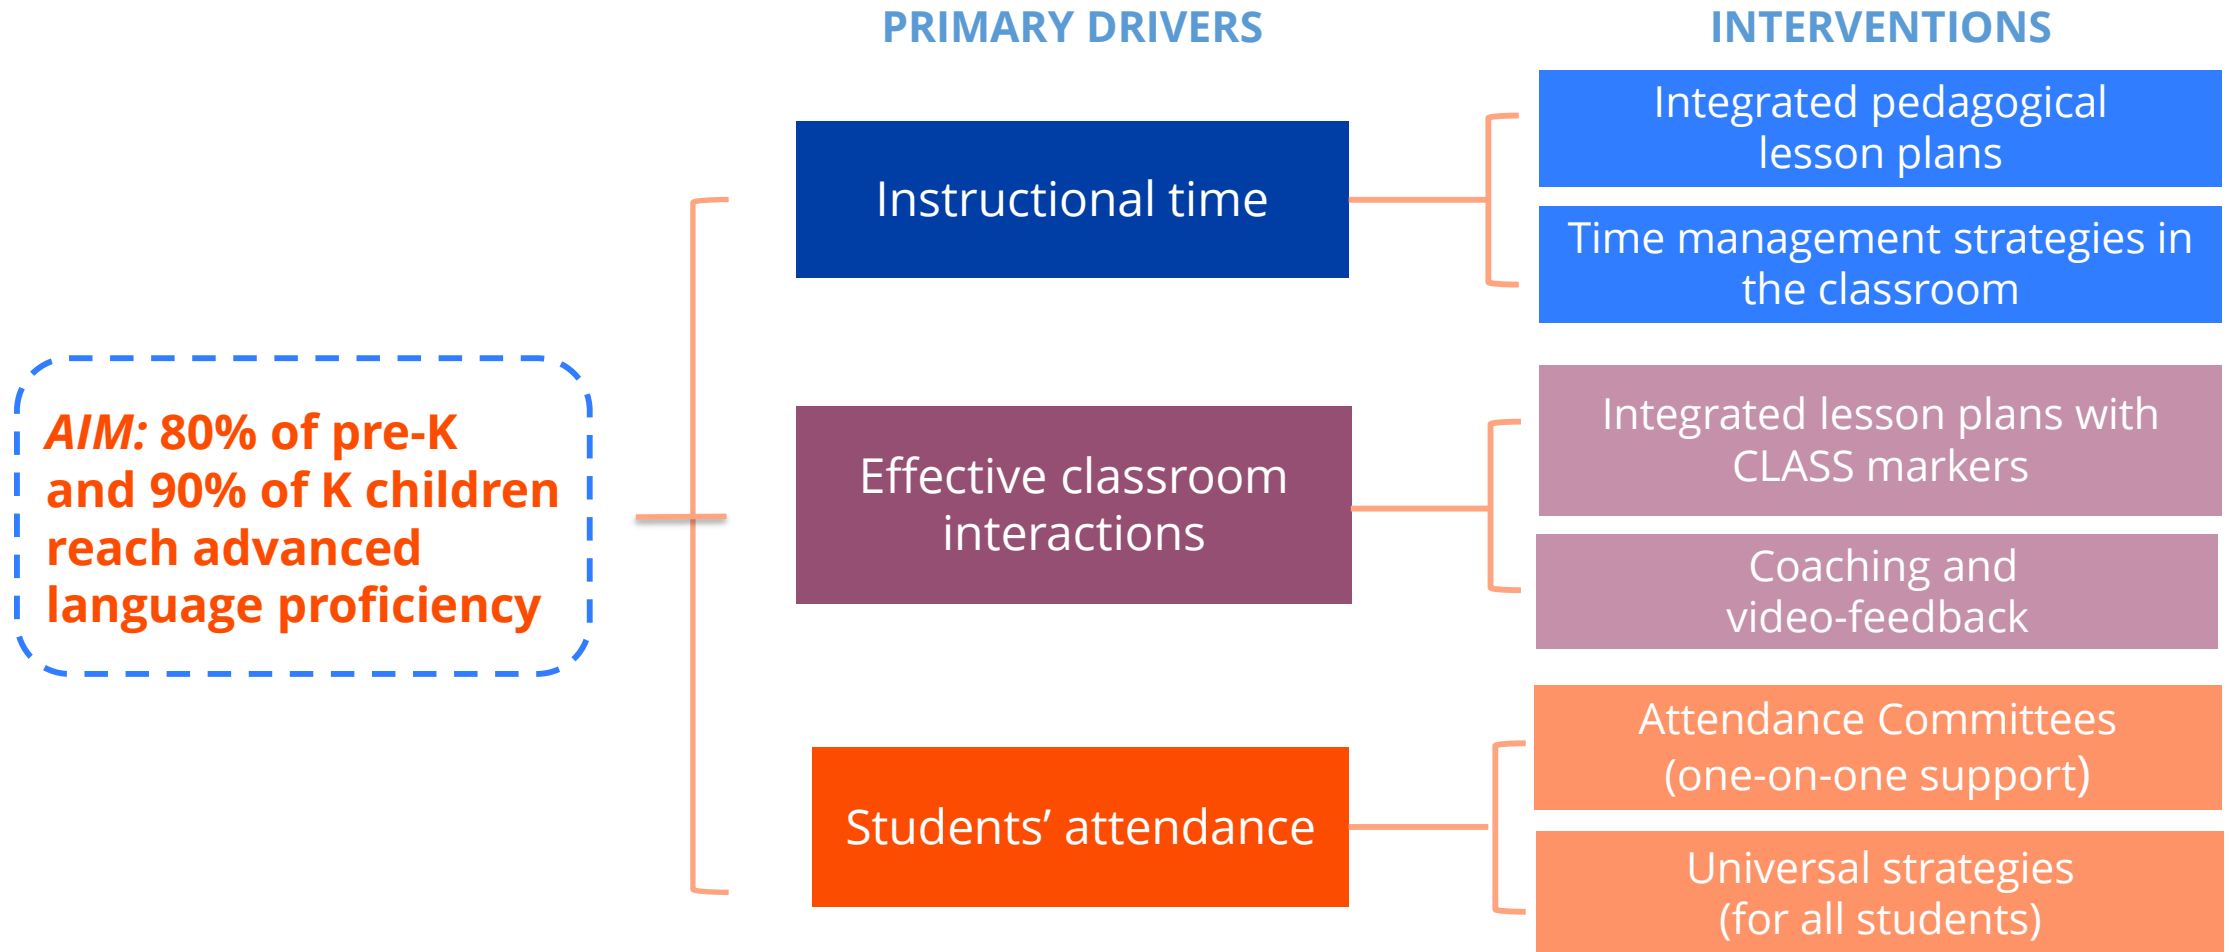 PRIMARY DRIVERS
INTERVENTIONS
AIM: 80% of pre-K
and 90% of K children
reach advanced
language proficiency
Instructional time
Integrated pedagogical
lesson plans
Time management strategies in
the classroom
Effective classroom
interactions
Integrated lesson plans with
CLASS markers
Coaching and
video-feedback
Students’ attendance
Attendance Committees
(one-on-one support)
Universal strategies
(for all students)